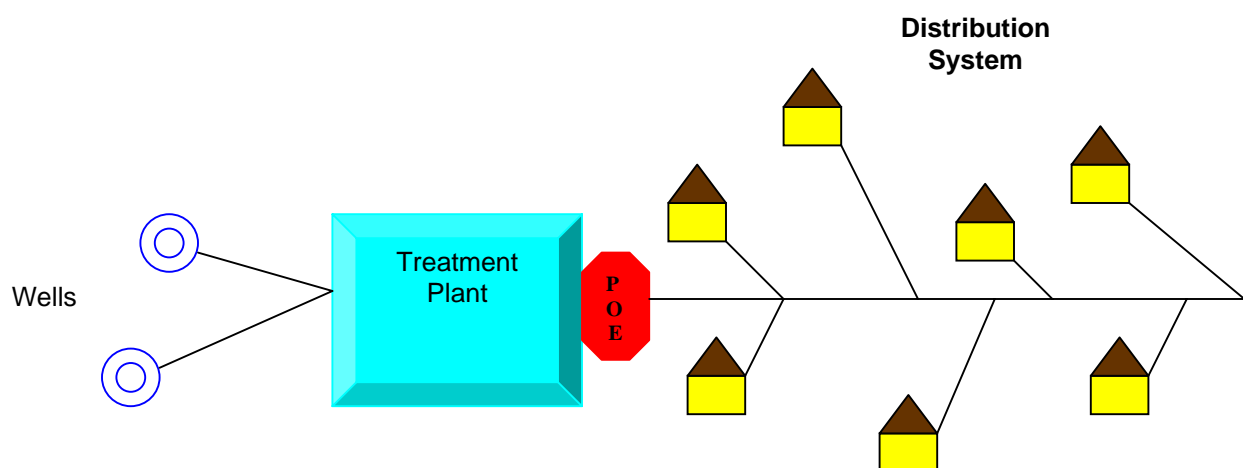 Distribution
System
Wells
Treatment
Plant
P
O
E